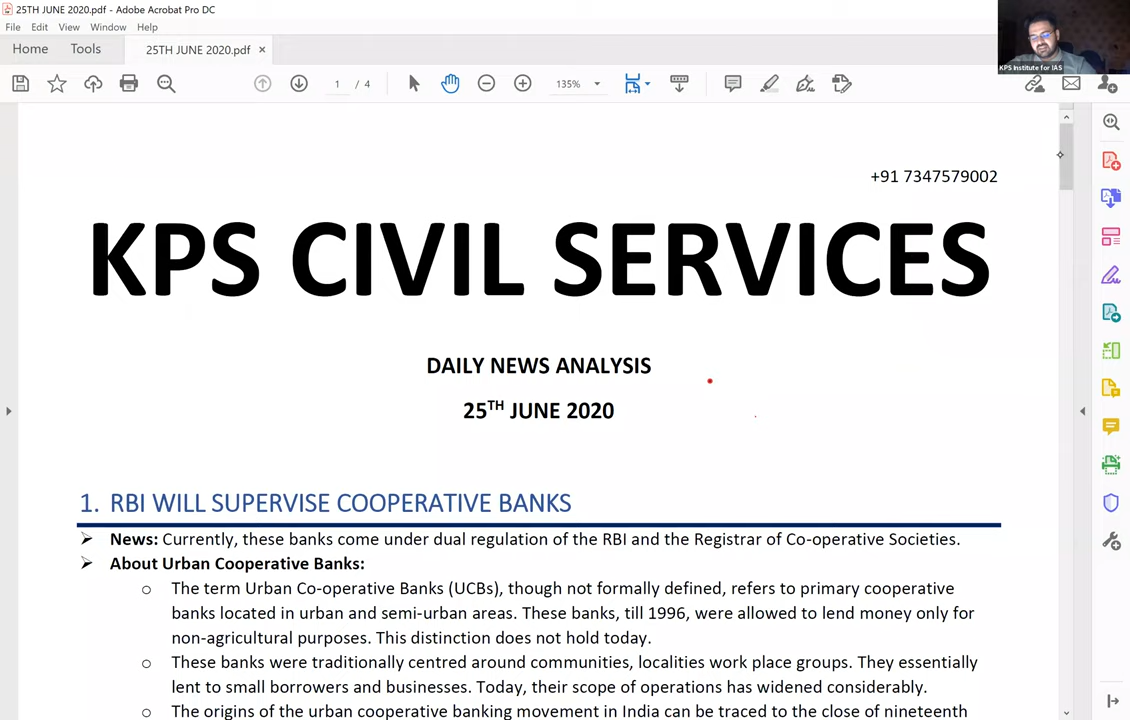 25TH JUNE 2020.pdf - Adobe Acrobat Pro DC
File Edit View Window Help
Home Tools 25TH JUNE 2020.pdf ×
1 / 4 135%
KPS Institute for IAS
+91 7347579002
KPS CIVIL SERVICES
DAILY NEWS ANALYSIS
25TH JUNE 2020
1. RBI WILL SUPERVISE COOPERATIVE BANKS
➢ News: Currently, these banks come under dual regulation of the RBI and the Registrar of Co-operative Societies.
➢ About Urban Cooperative Banks:
o The term Urban Co-operative Banks (UCBs), though not formally defined, refers to primary cooperative
banks located in urban and semi-urban areas. These banks, till 1996, were allowed to lend money only for
non-agricultural purposes. This distinction does not hold today.
o These banks were traditionally centred around communities, localities work place groups. They essentially
lent to small borrowers and businesses. Today, their scope of operations has widened considerably.
o The origins of the urban cooperative banking movement in India can be traced to the close of nineteenth